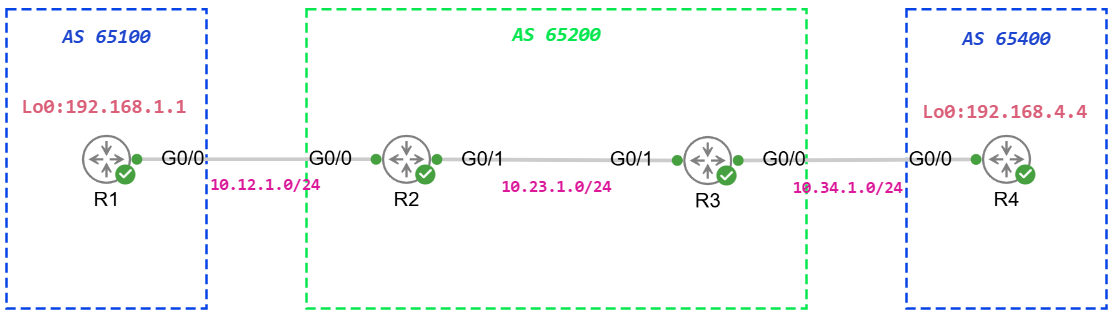 AS 65100
AS 65200
AS 65400
Lo0:192.168.1.1
Lo0:192.168.4.4
G0/0
G0/0
G0/1
G0/1
G0/0
G0/0
10.12.1.0/24
10.23.1.0/24
10.34.1.0/24
R1
R2
R3
R4